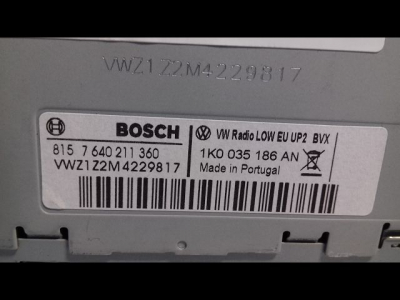 VWZ1Z2M4229817
BOSCH
VW Radio LOW EU UP2 BVX
815 7 640 211 360
1K0 035 186 AN
VWZ1Z2M4229817
Made in Portugal